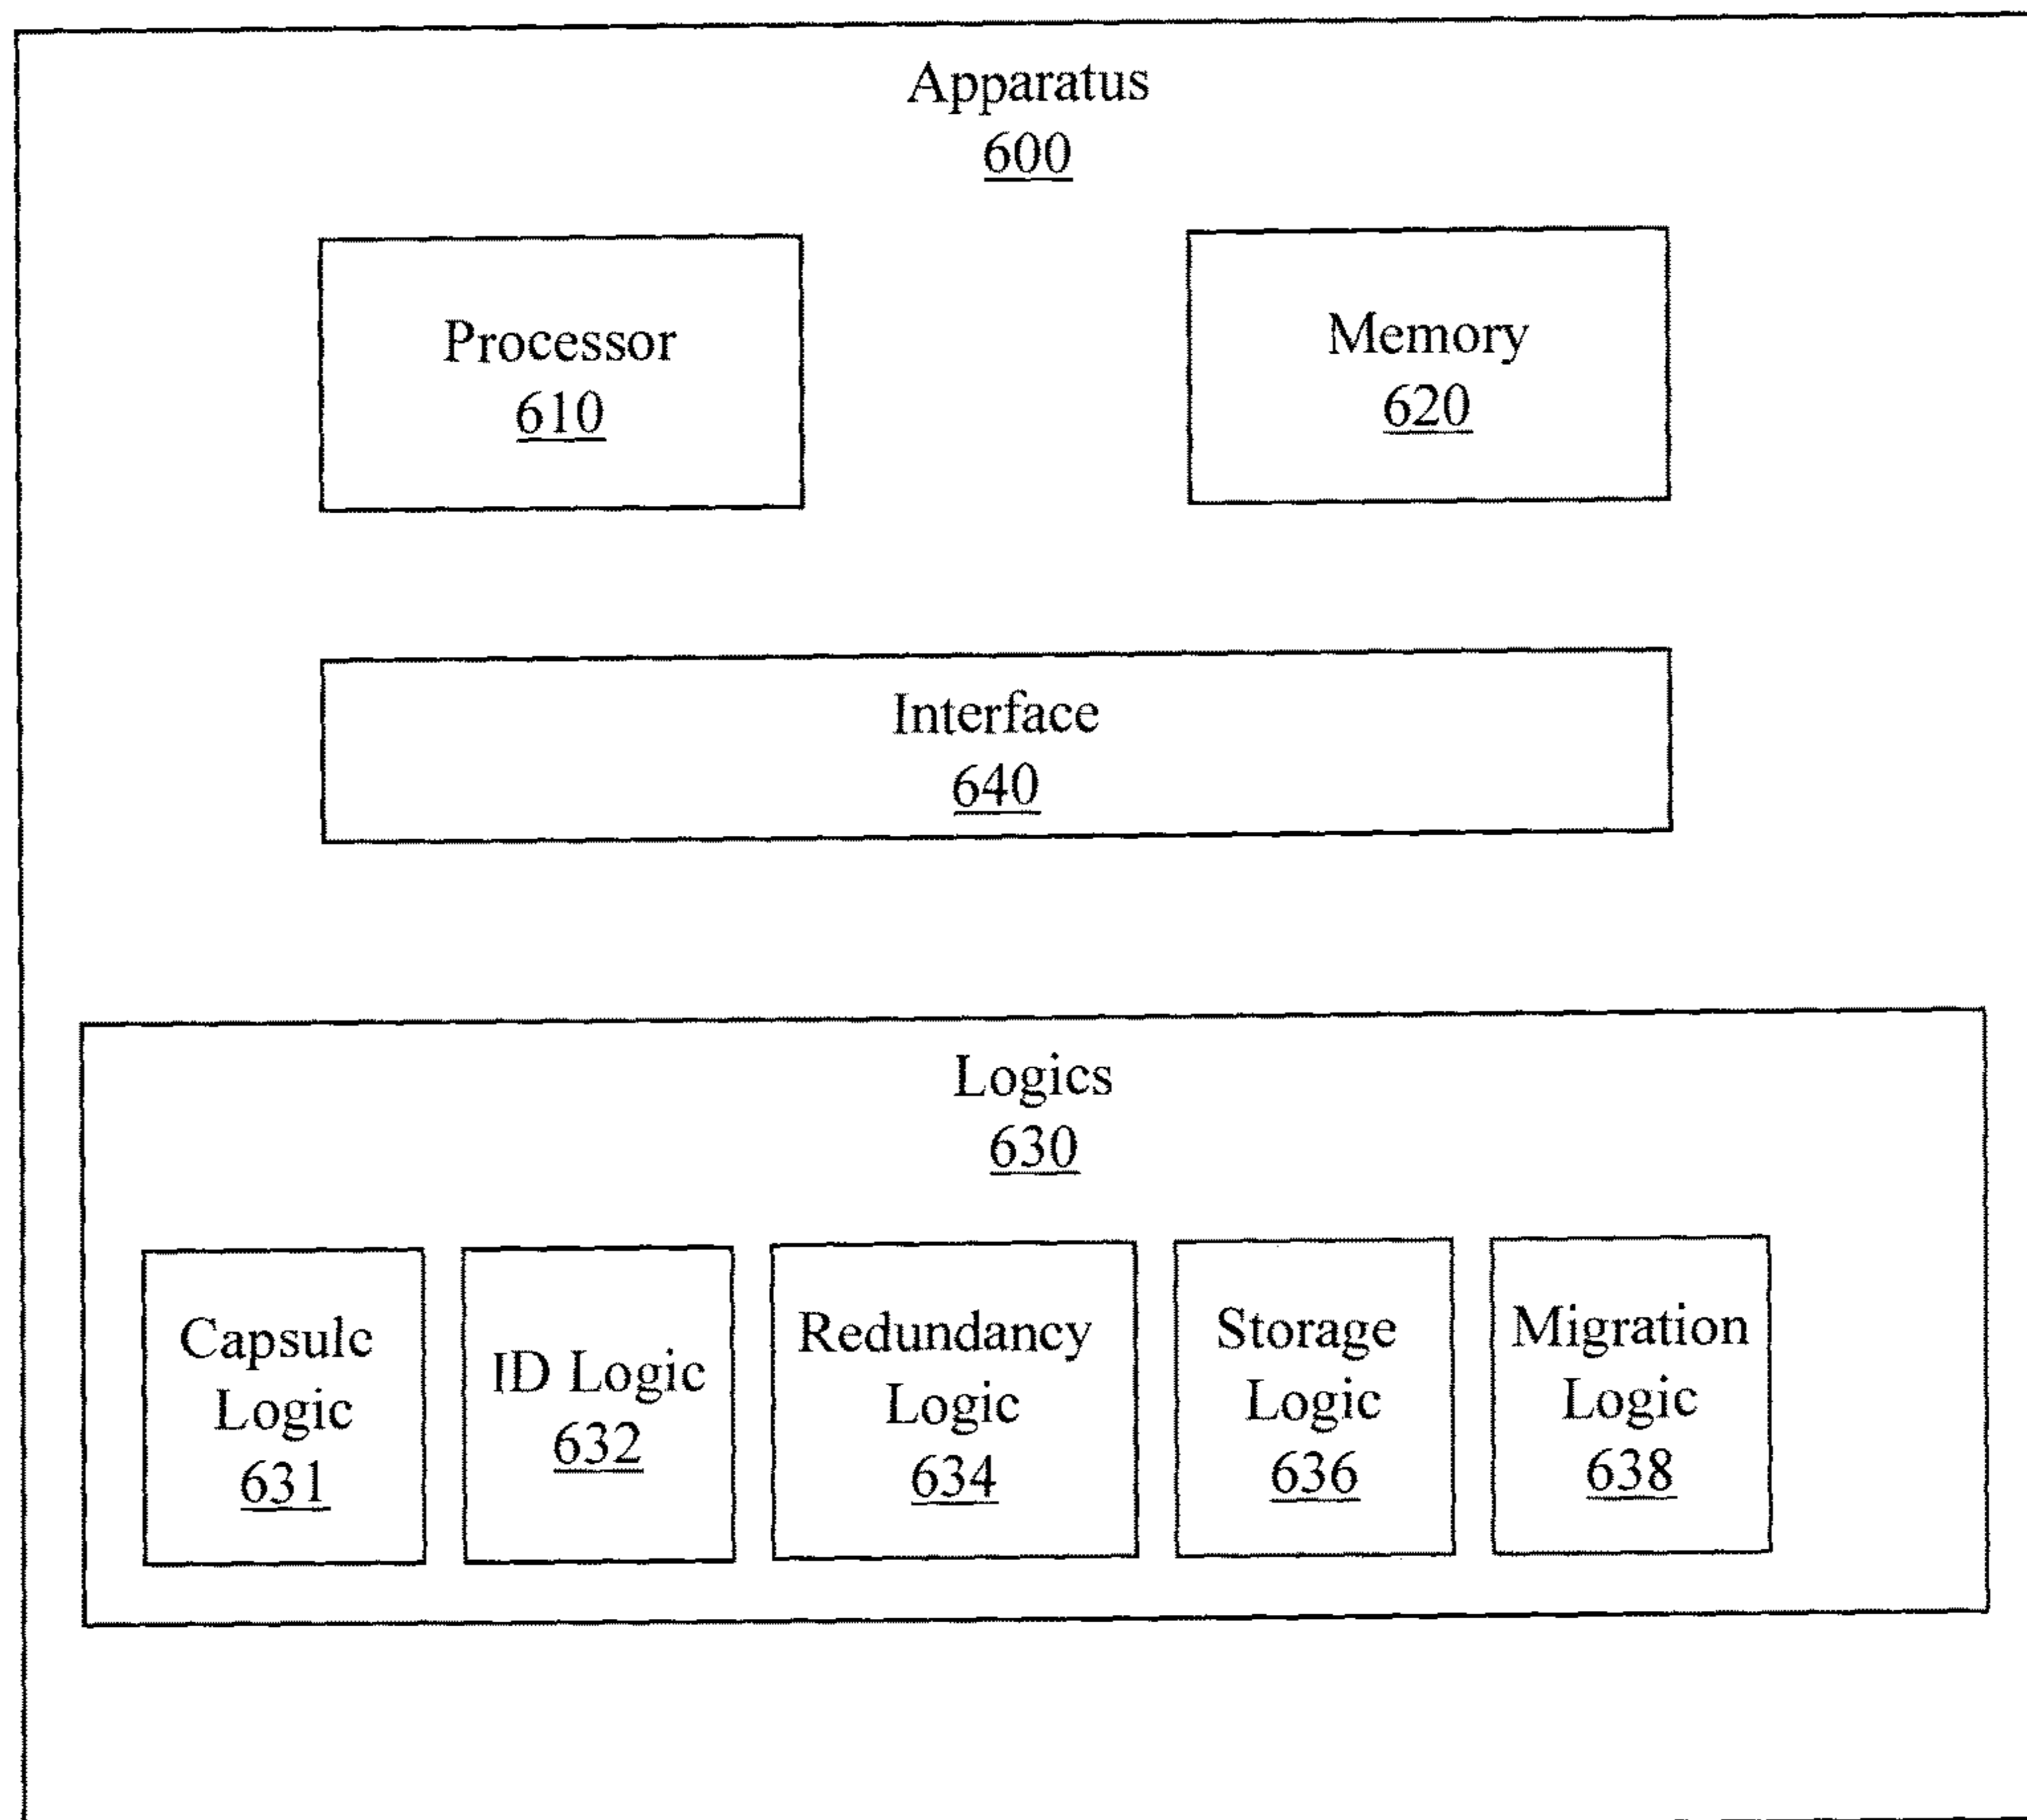 Apparatus
600
Processor
610
Memory
620
Interface
640
Logics
630
Capsule
Logic
631
ID Logic
632
Redundancy
Logic
634
Storage
Logic
636
Migration
Logic
638